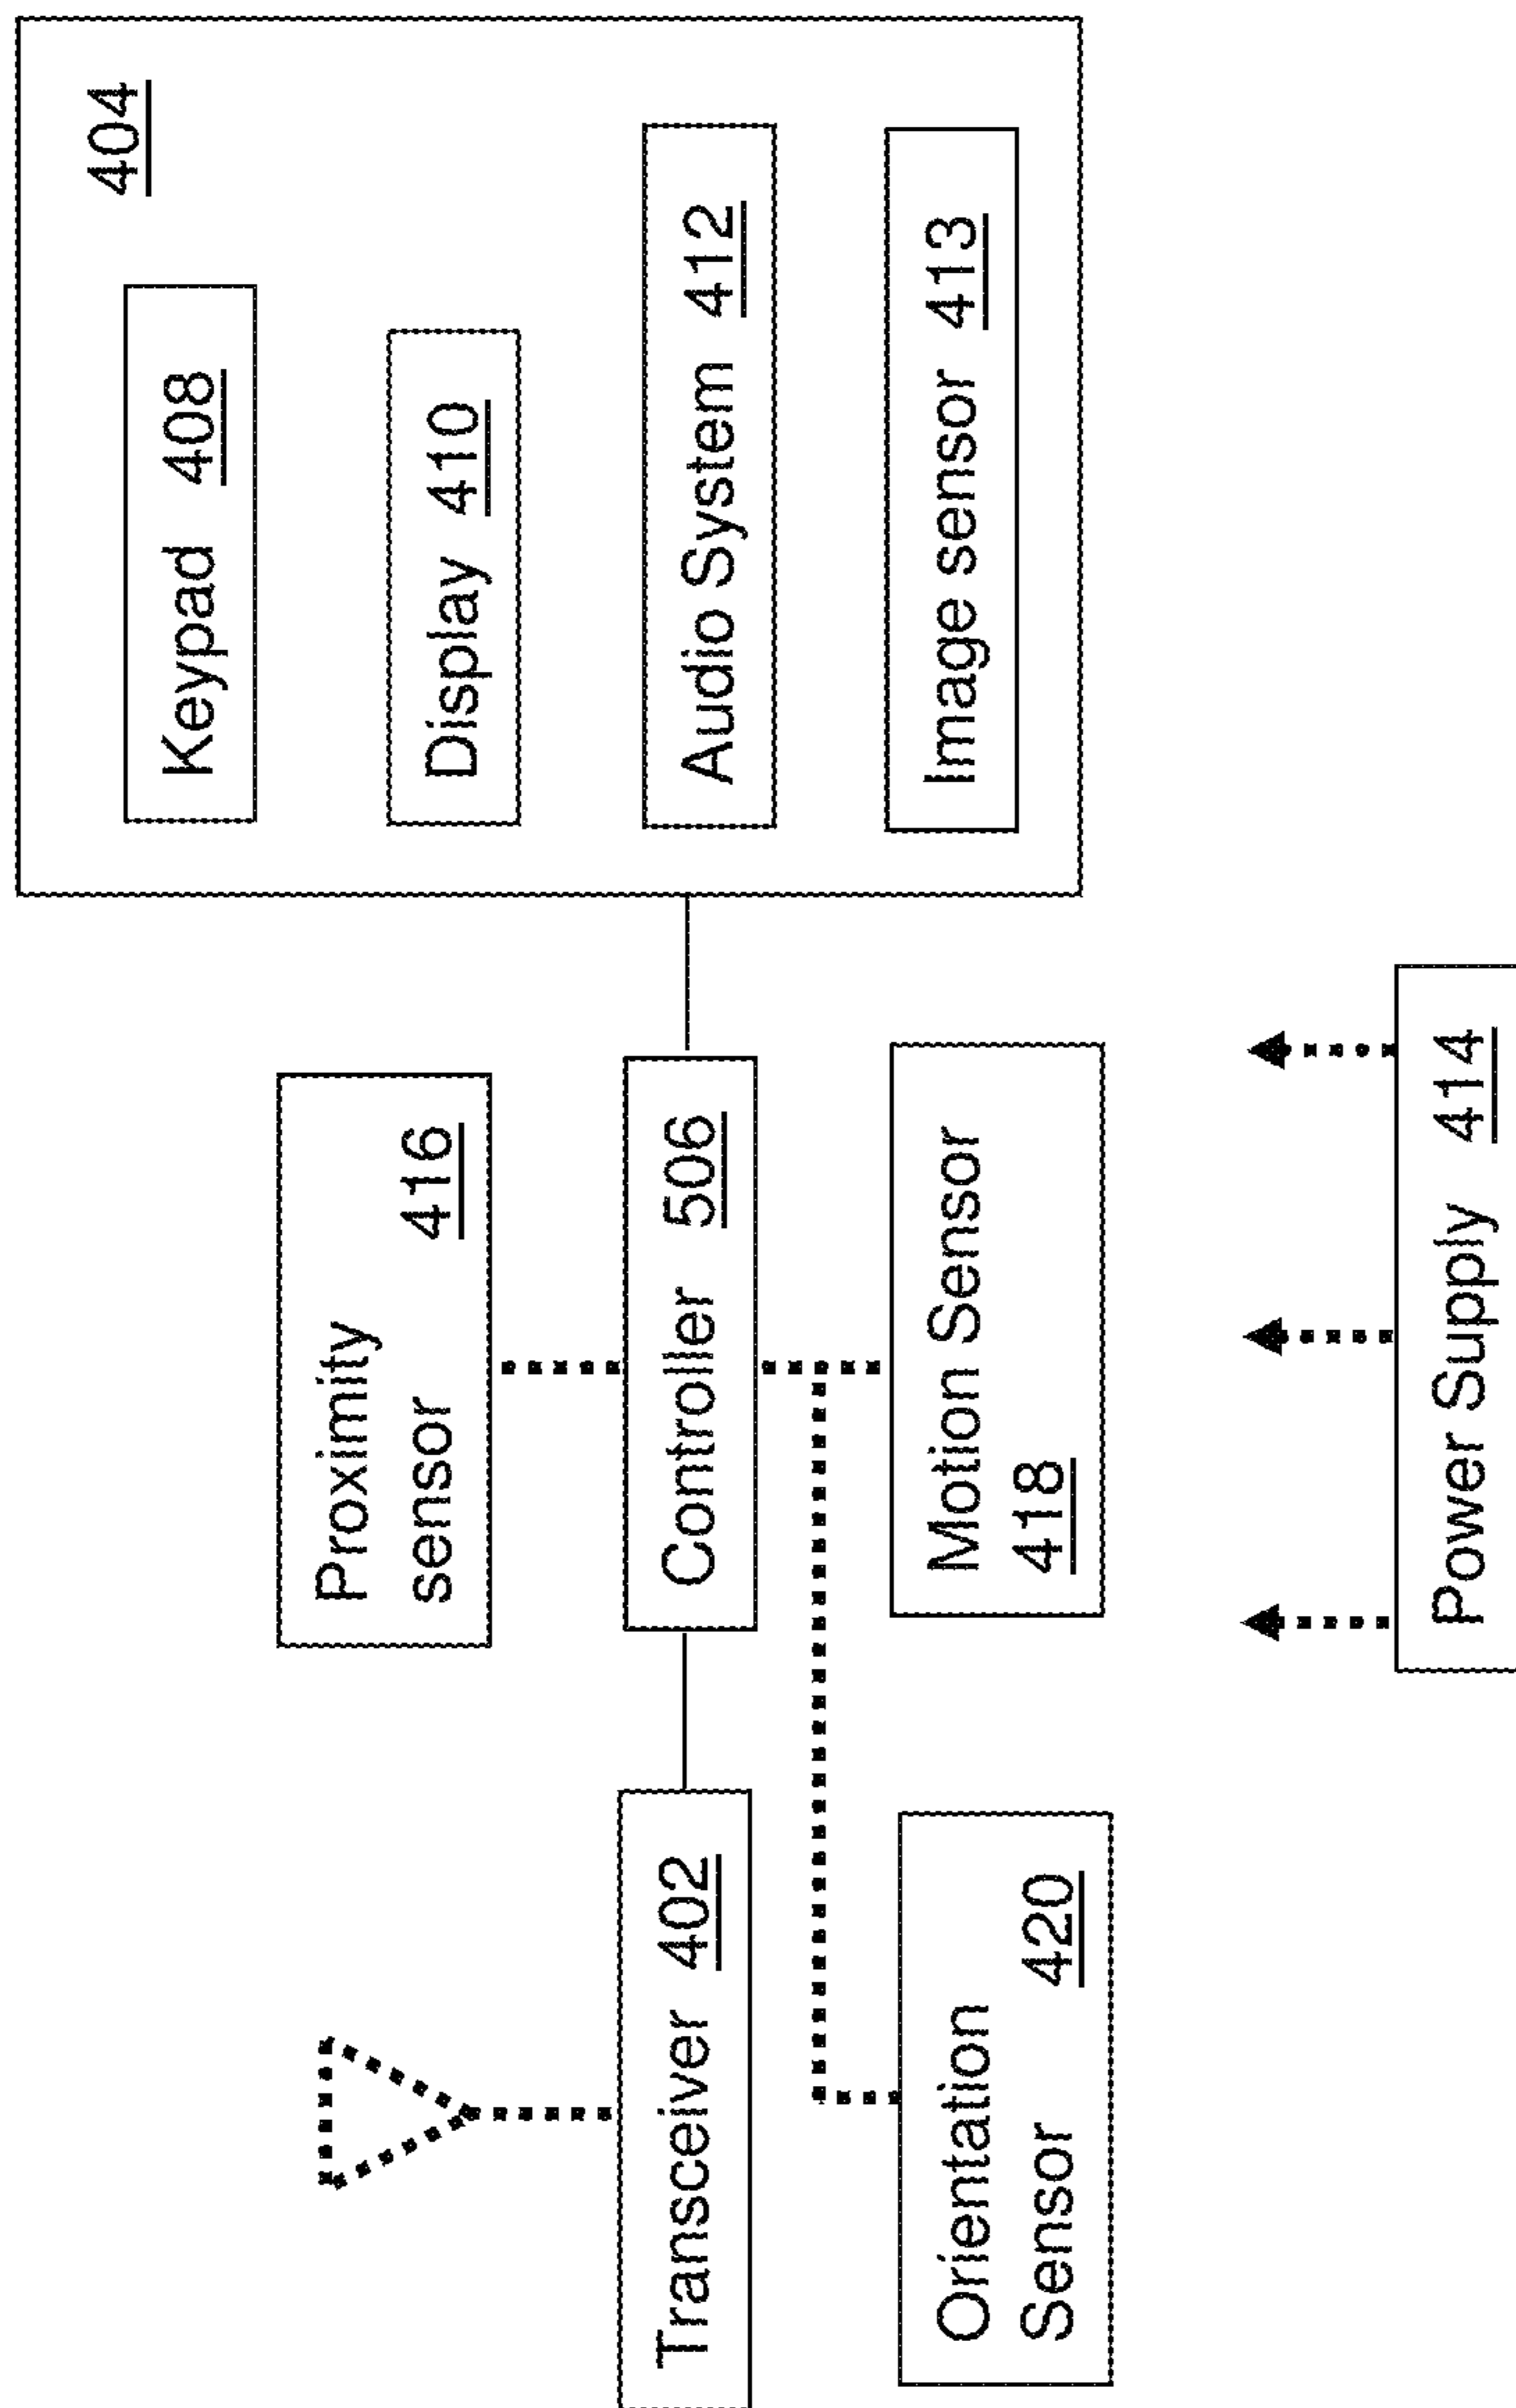 404
Keypad 408
Display 410
Audio System 412
Image sensor 413
Proximity
sensor 416
Controller 506
Motion Sensor
418
Transceiver 402
Orientation
Sensor 420
Power Supply 414